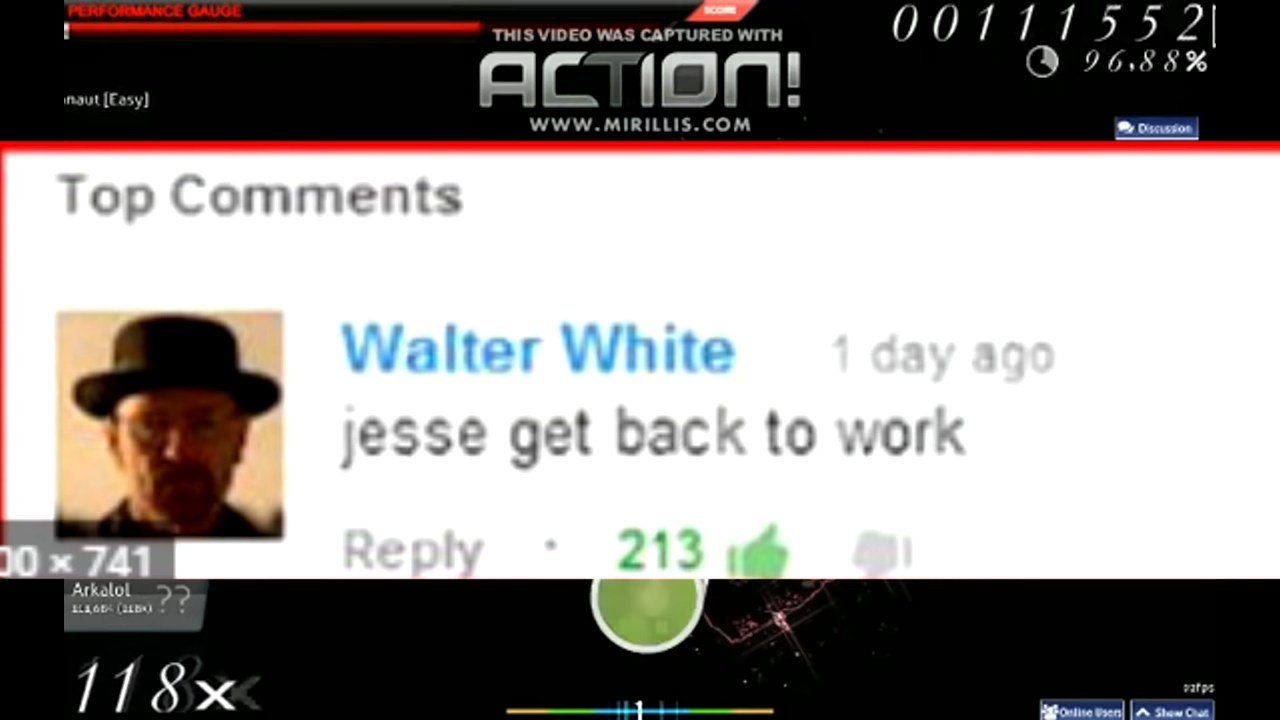 PERFORMANCE GAUGE
SCORE
00111552
THIS VIDEO WAS CAPTURED WITH
ACTION!
WWW.MIRILLIS.COM
96.88%
naut [Easy]
Discussion
Top Comments
Walter White 1 day ago
jesse get back to work
Reply · 213
00 × 741
Arkalol
??
118x
1
Online Users
Show Chat